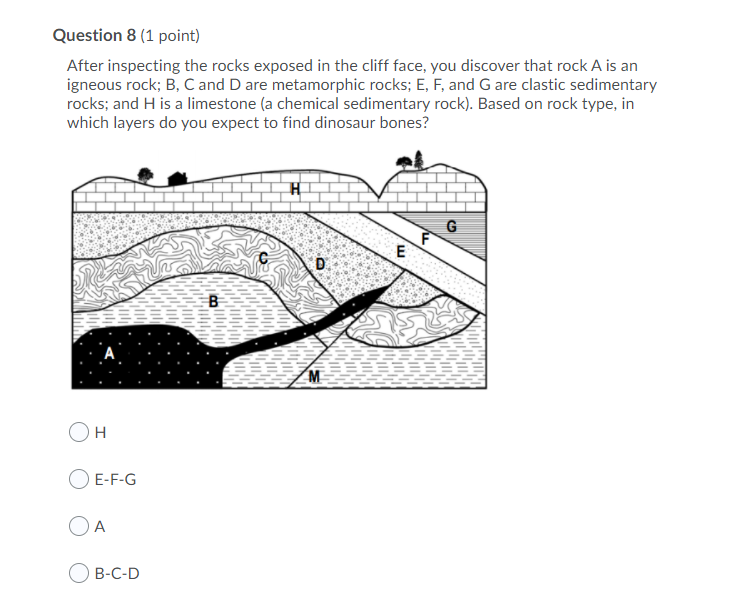 Question 8 (1 point)
After inspecting the rocks exposed in the cliff face, you discover that rock A is an
igneous rock; B, C and D are metamorphic rocks; E, F, and G are clastic sedimentary
rocks; and H is a limestone (a chemical sedimentary rock). Based on rock type, in
which layers do you expect to find dinosaur bones?
H
G
F
E
C
D
B
A
M
H
E-F-G
A
B-C-D